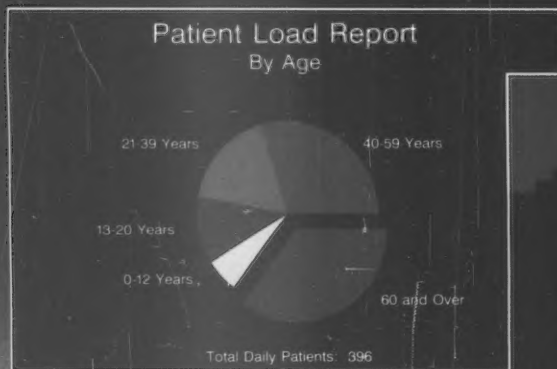 Patient Load Report
By Age
21-39 Years
40-59 Years
13-20 Years
0-12 Years
60 and Over
Total Daily Patients: 396